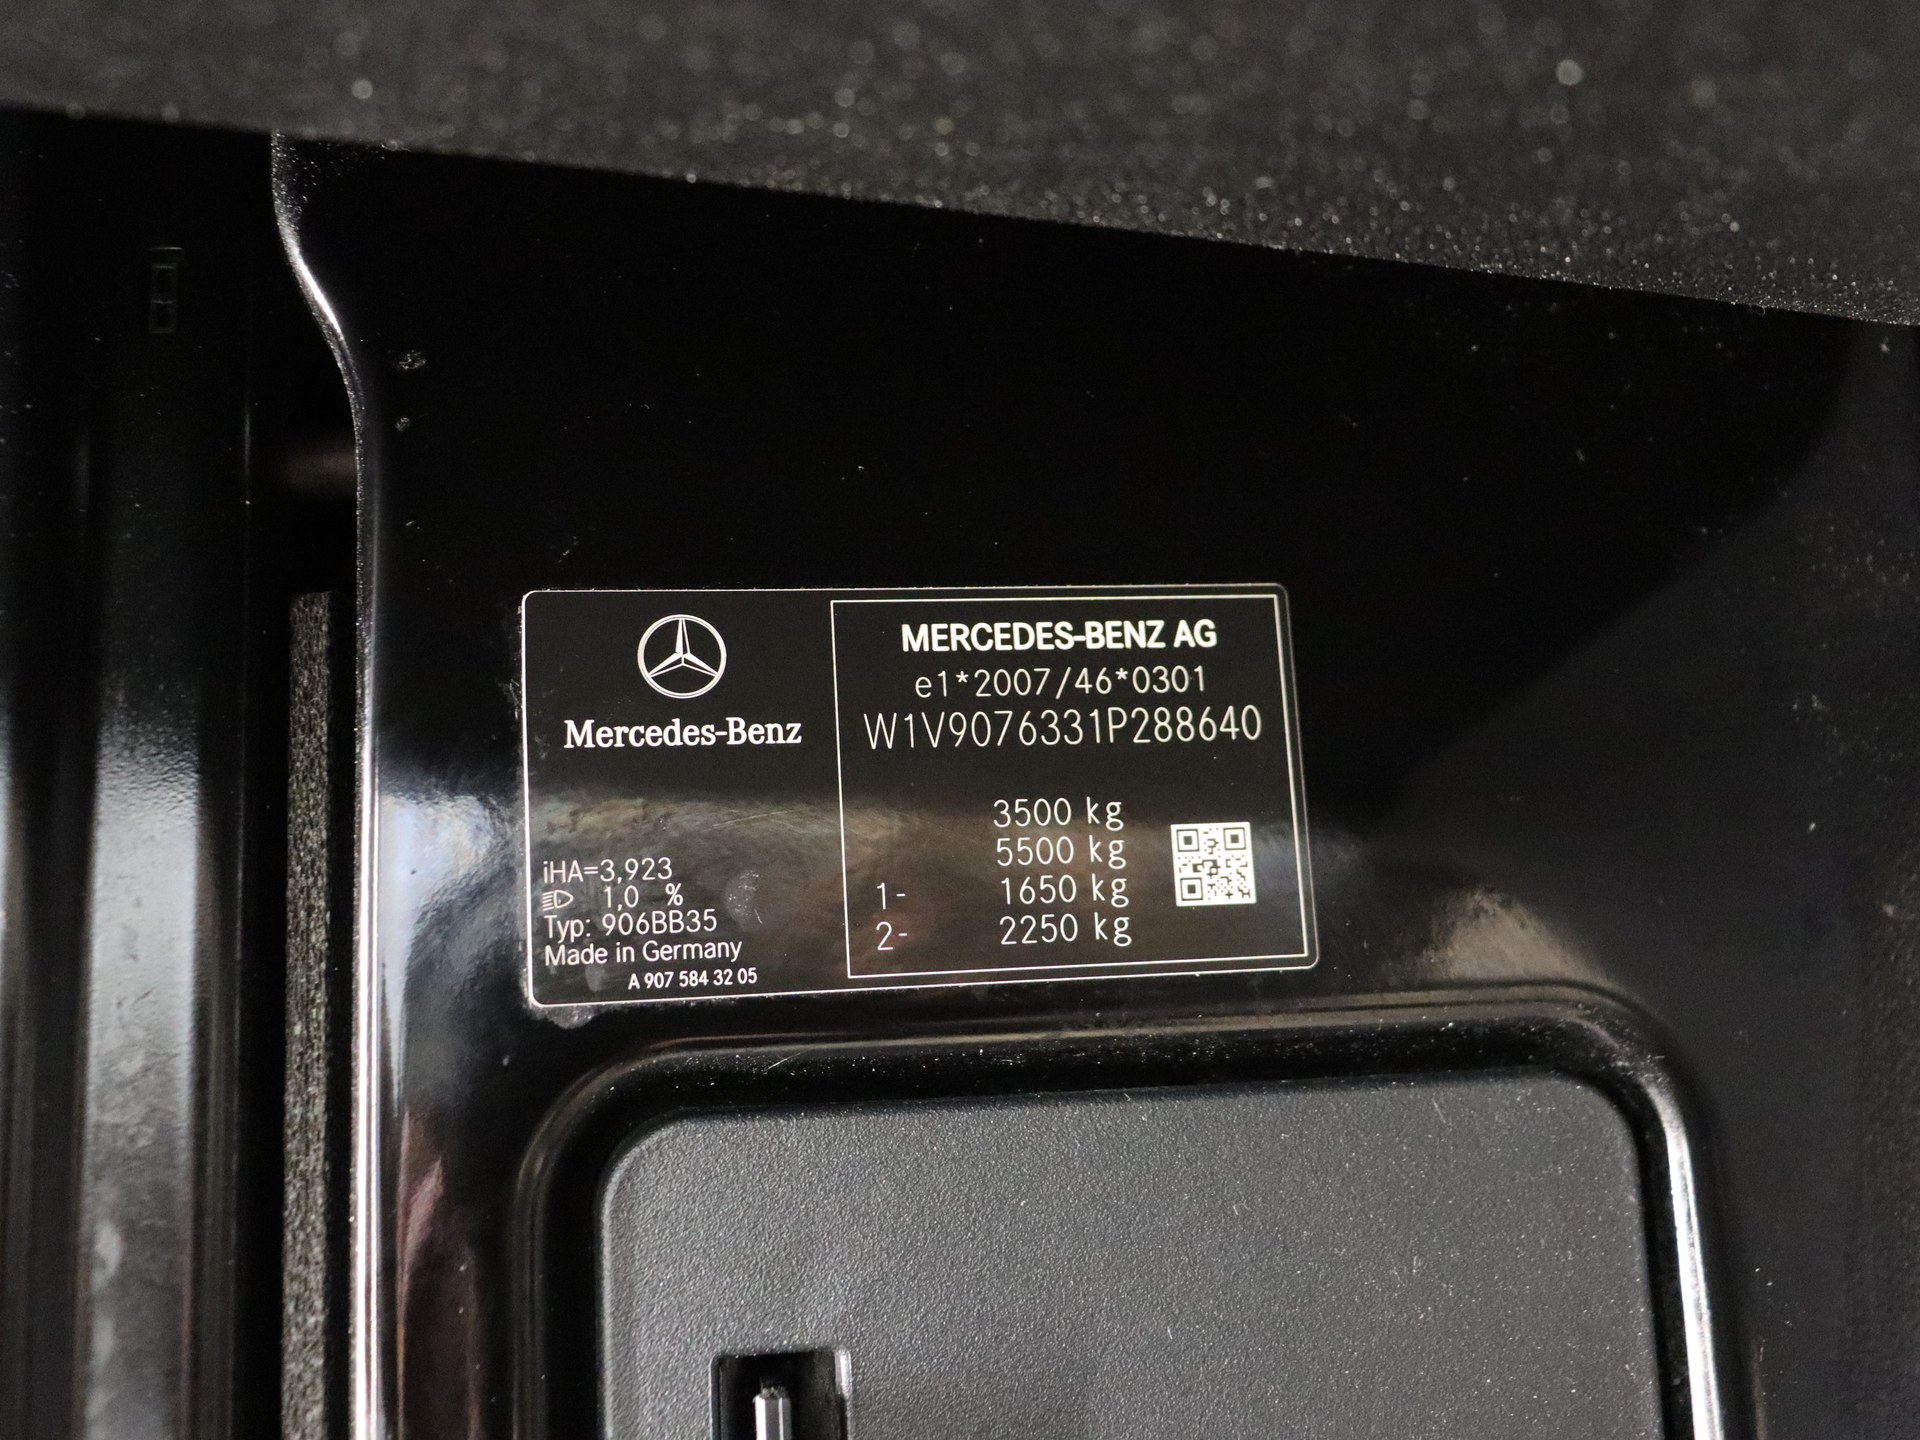 Mercedes-Benz
iHA=3,923
1,0 %
Typ: 906BB35
Made in Germany
A 907 584 32 05
MERCEDES-BENZ AG
e1*2007/46*0301
W1V9076331P288640
3500 kg
5500 kg
1- 1650 kg
2- 2250 kg